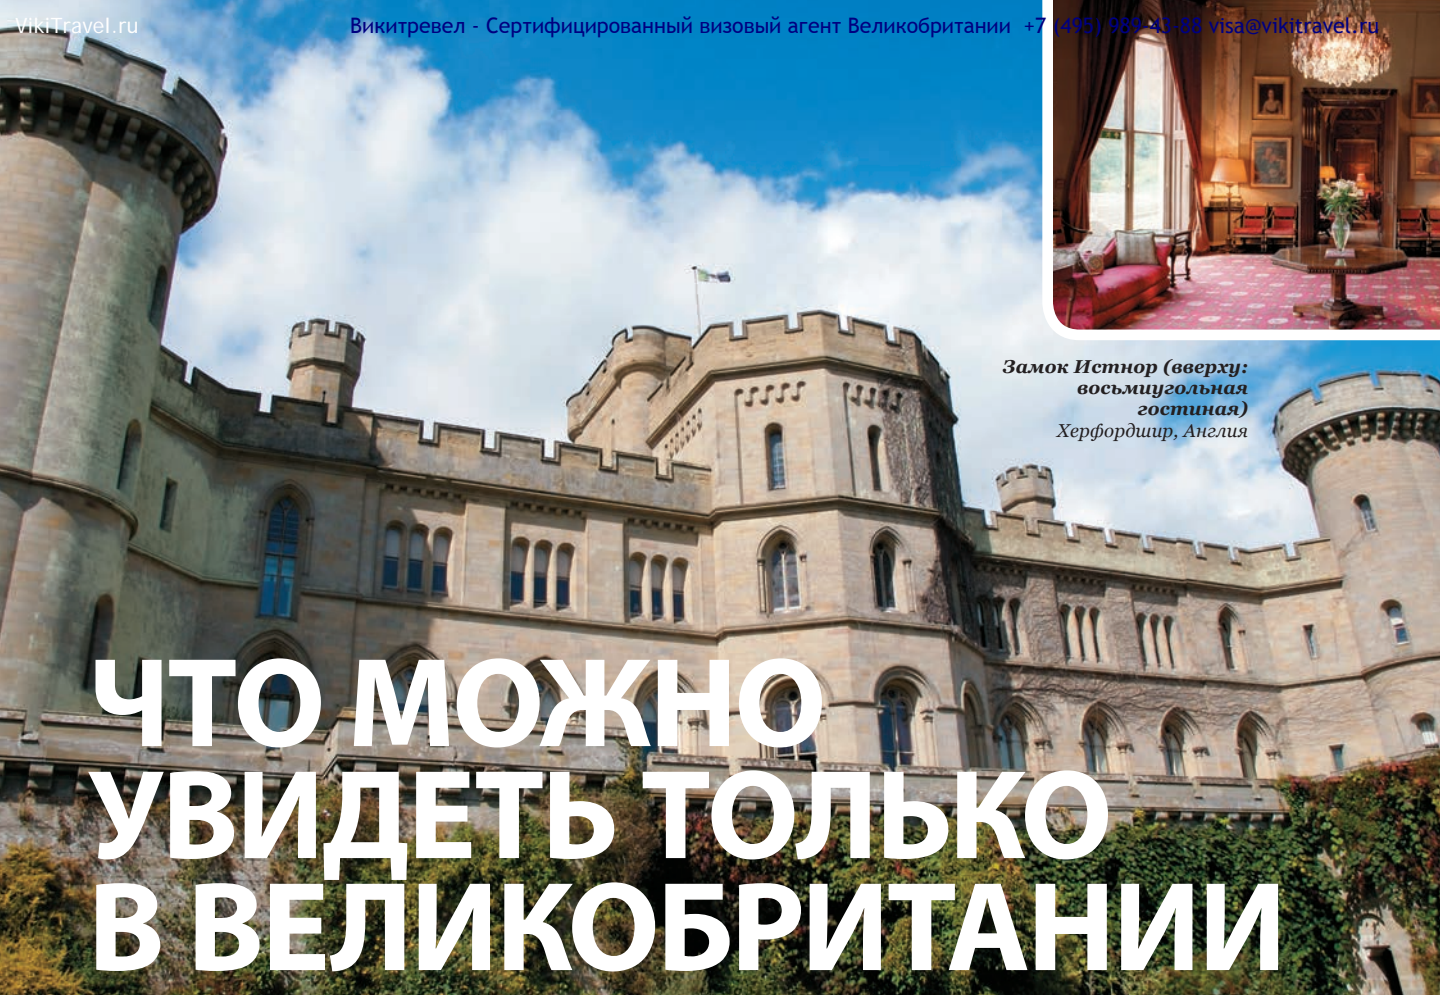 VikiTravel.ru
Викитревел - Сертифицированный визовый агент Великобритании +7 (495) 989-43-88 visa@vikitravel.ru
Замок Истнор (вверху:
восьмиугольная
гостиная)
Херфордшир, Англия
ЧТО МОЖНО
УВИДЕТЬ ТОЛЬКО
В ВЕЛИКОБРИТАНИИ